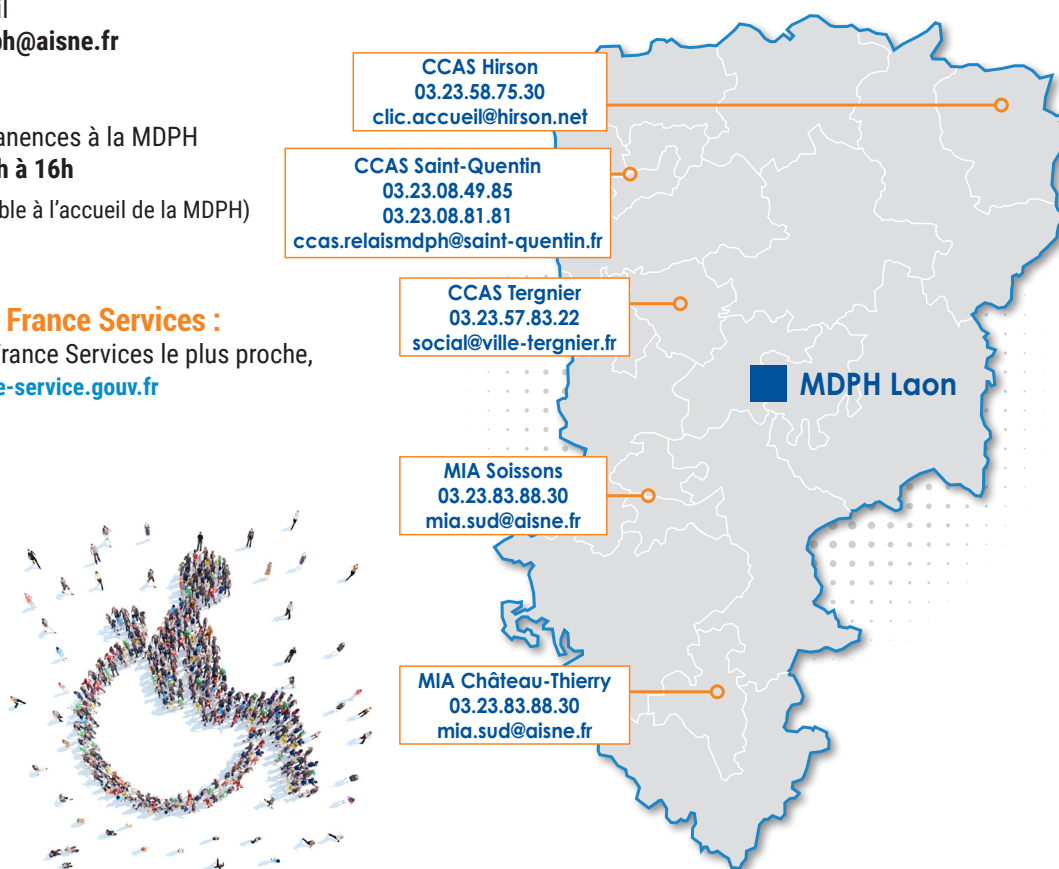 il
ph@aisne.fr
anences à la MDPH
h à 16h
ble à l'accueil de la MDPH)
France Services :
rance Services le plus proche,
e-service.gouv.fr
CCAS Hirson
03.23.58.75.30
clic.accueil@hirson.net
CCAS Saint-Quentin
03.23.08.49.85
03.23.08.81.81
ccas.relaismdph@saint-quentin.fr
CCAS Tergnier
03.23.57.83.22
social@ville-tergnier.fr
MDPH Laon
MIA Soissons
03.23.83.88.30
mia.sud@aisne.fr
MIA Château-Thierry
03.23.83.88.30
mia.sud@aisne.fr